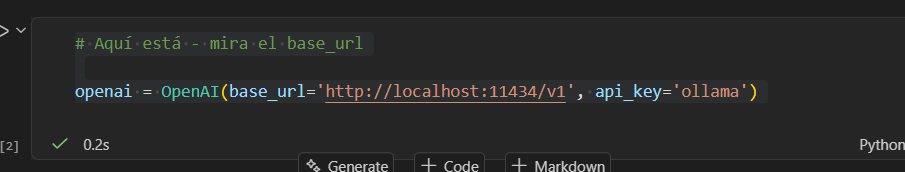 # Aquí está - mira el base_url
openai = OpenAI(base_url='http://localhost:11434/v1', api_key='ollama')
[2]
0.2s
Python
Generate
Code
Markdown